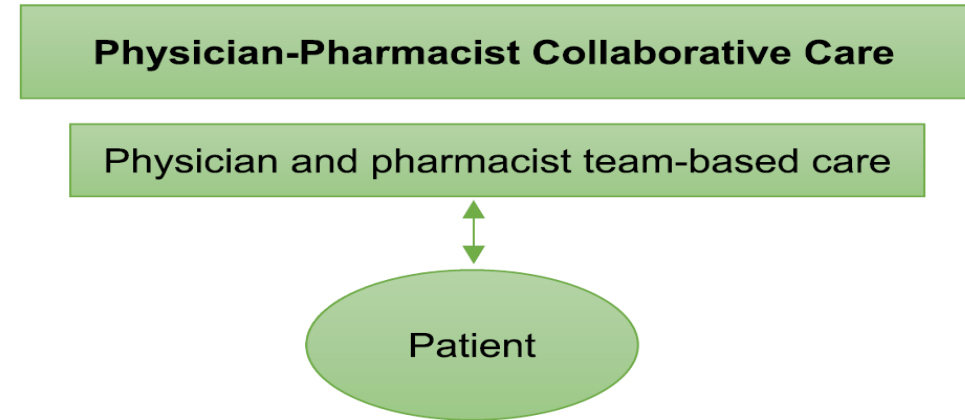 Physician-Pharmacist Collaborative Care
Physician and pharmacist team-based care
Patient